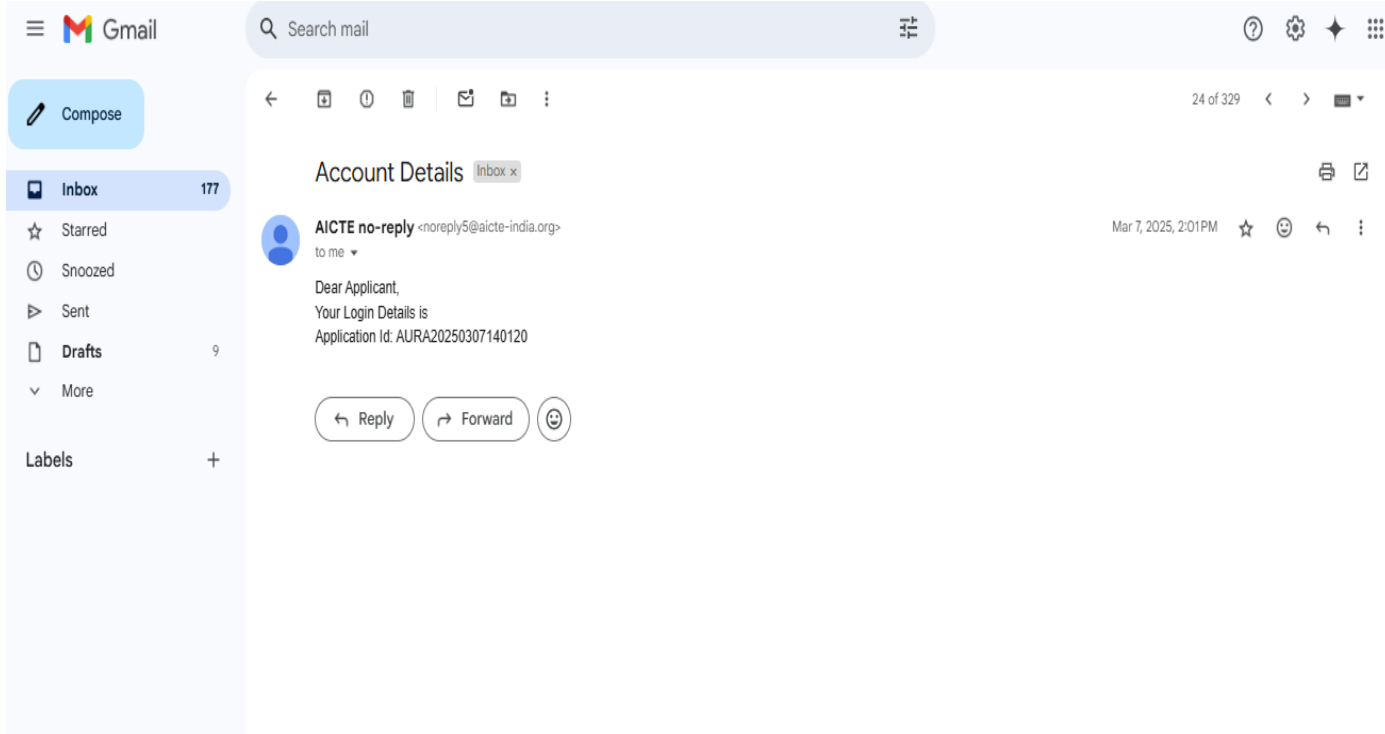 Gmail
Search mail
Compose
24 of 329
Account Details Inbox x
Inbox 177
AICTE no-reply <noreply5@aicte-india.org> Mar 7, 2025, 2:01 PM
Starred
to me
Snoozed
Dear Applicant,
Sent
Your Login Details is
Application Id: AURA20250307140120
Drafts 9
More
Reply Forward
Labels +